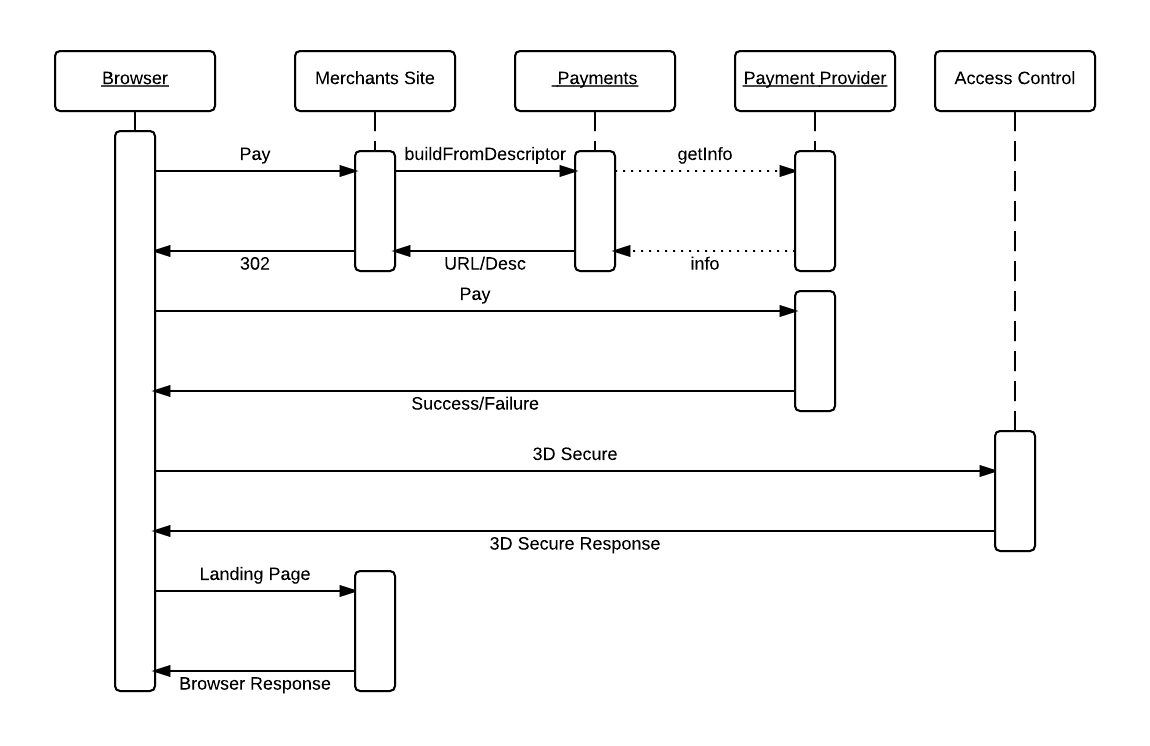 Browser
Merchants Site
Payments
Payment Provider
Access Control
Pay
buildFromDescriptor
getInfo
302
URL/Desc
info
Pay
Success/Failure
3D Secure
3D Secure Response
Landing Page
Browser Response